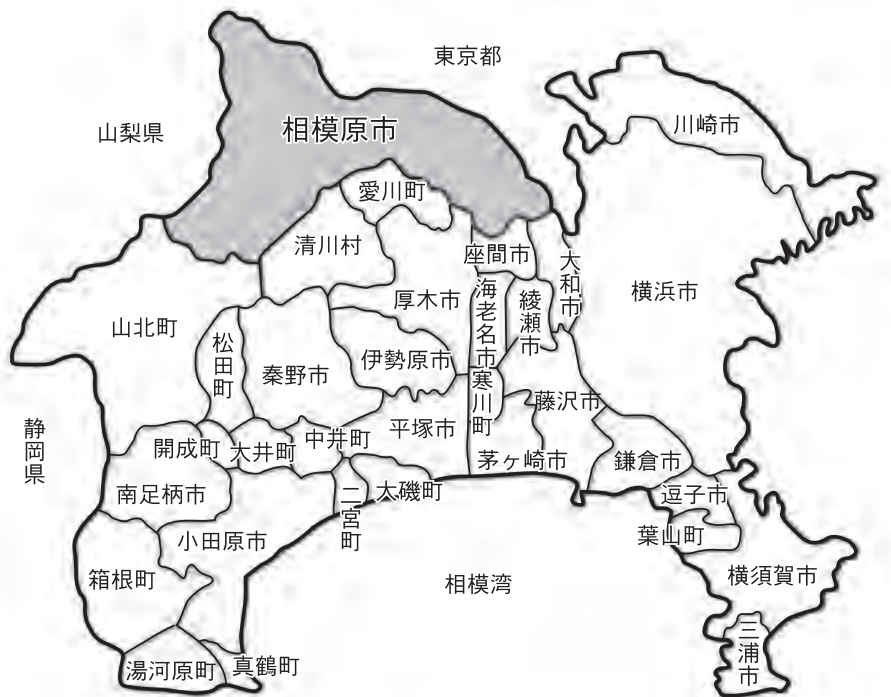 東京都
川崎市
相模原市
山梨県
愛川町
清川村
座間市
大和市
横浜市
厚木市
海老名市
綾瀬市
山北町
松田町
秦野市
伊勢原市
寒川町
藤沢市
静岡県
開成町
大井町
中井町
平塚市
茅ヶ崎市
鎌倉市
南足柄市
二宮町
大磯町
逗子市
小田原市
葉山町
箱根町
相模湾
横須賀市
三浦市
湯河原町
真鶴町